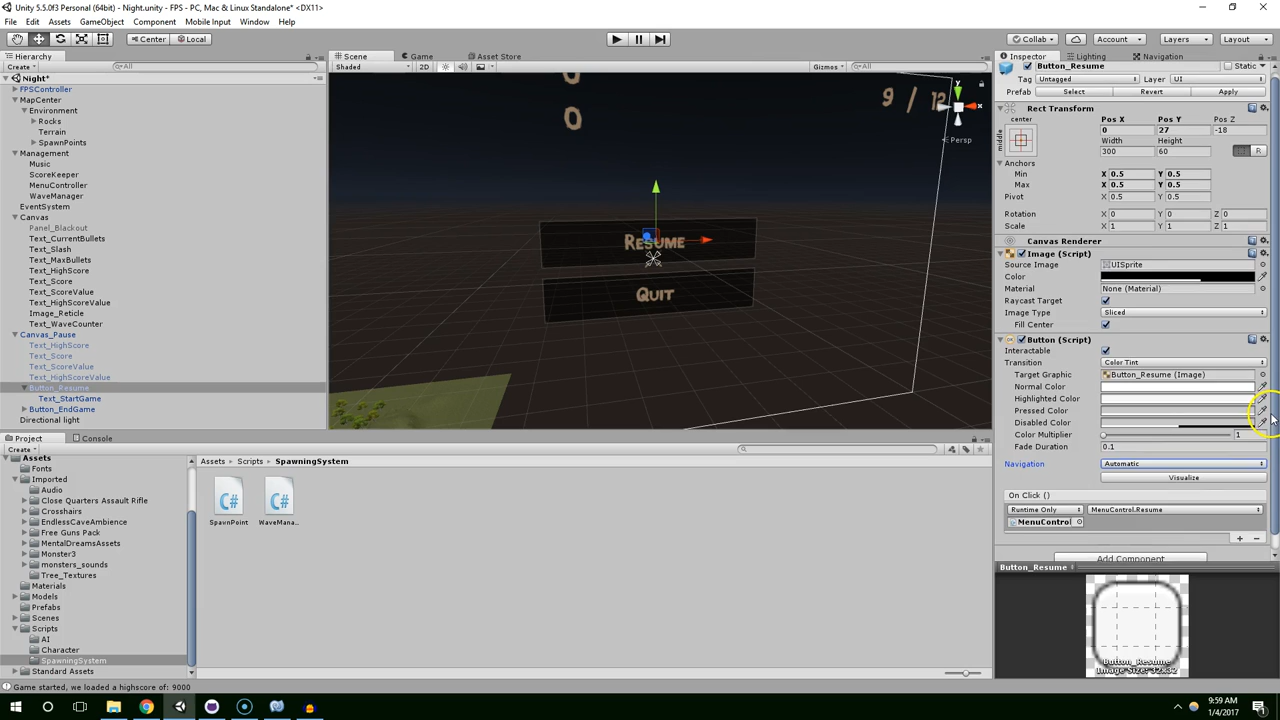 Unity 5.5.0f3 Personal (64bit) - Night.unity - FPS - PC, Mac & Linux Standalone* <DX11>
File Edit Assets GameObject Component Mobile Input Window Help
Center Local Collab Account Layers Layout
Hierarchy
Create All
Night*
FPSController
MapCenter
Environment
Rocks
Terrain
SpawnPoints
Management
Music
ScoreKeeper
MenuController
WaveManager
EventSystem
Canvas
Panel_Blackout
Text_CurrentBullets
Text_Slash
Text_MaxBullets
Text_HighScore
Text_Score
Text_ScoreValue
Text_HighScoreValue
Image_Reticle
Text_WaveCounter
Canvas_Pause
Text_HighScore
Text_Score
Text_ScoreValue
Text_HighScoreValue
Button_Resume
Text_StartGame
Button_EndGame
Directional light
Scene Game Asset Store
Shaded 2D Gizmos All
0
0
9 / 12
y
x
Persp
Resume
Quit
Inspector Lighting Navigation
Button_Resume Static
Tag Untagged Layer UI
Prefab Select Revert Apply
Rect Transform
center
middle
Pos X Pos Y Pos Z
0 27 -18
Width Height
300 60
R
Anchors
Min X 0.5 Y 0.5
Max X 0.5 Y 0.5
Pivot X 0.5 Y 0.5
Rotation X 0 Y 0 Z 0
Scale X 1 Y 1 Z 1
Canvas Renderer
Image (Script)
Source Image UISprite
Color
Material None (Material)
Raycast Target
Image Type Sliced
Fill Center
Button (Script)
Interactable
Transition Color Tint
Target Graphic Button_Resume (Image)
Normal Color
Highlighted Color
Pressed Color
Disabled Color
Color Multiplier 1
Fade Duration 0.1
Navigation Automatic
Visualize
On Click ()
Runtime Only MenuControl.Resume
MenuControl
Add Component
Button_Resume
Button_Resume
Image Size: 32x32
Project Console
Create
Assets
Fonts
Imported
Audio
Close Quarters Assault Rifle
Crosshairs
EndlessCaveAmbience
Free Guns Pack
MentalDreamsAssets
Monster3
monsters_sounds
Tree_Textures
Materials
Models
Prefabs
Scenes
Scripts
AI
Character
SpawningSystem
Standard Assets
Assets Scripts SpawningSystem
C# C#
SpawnPoint WaveMana...
Game started, we loaded a highscore of: 9000
9:59 AM
1/4/2017